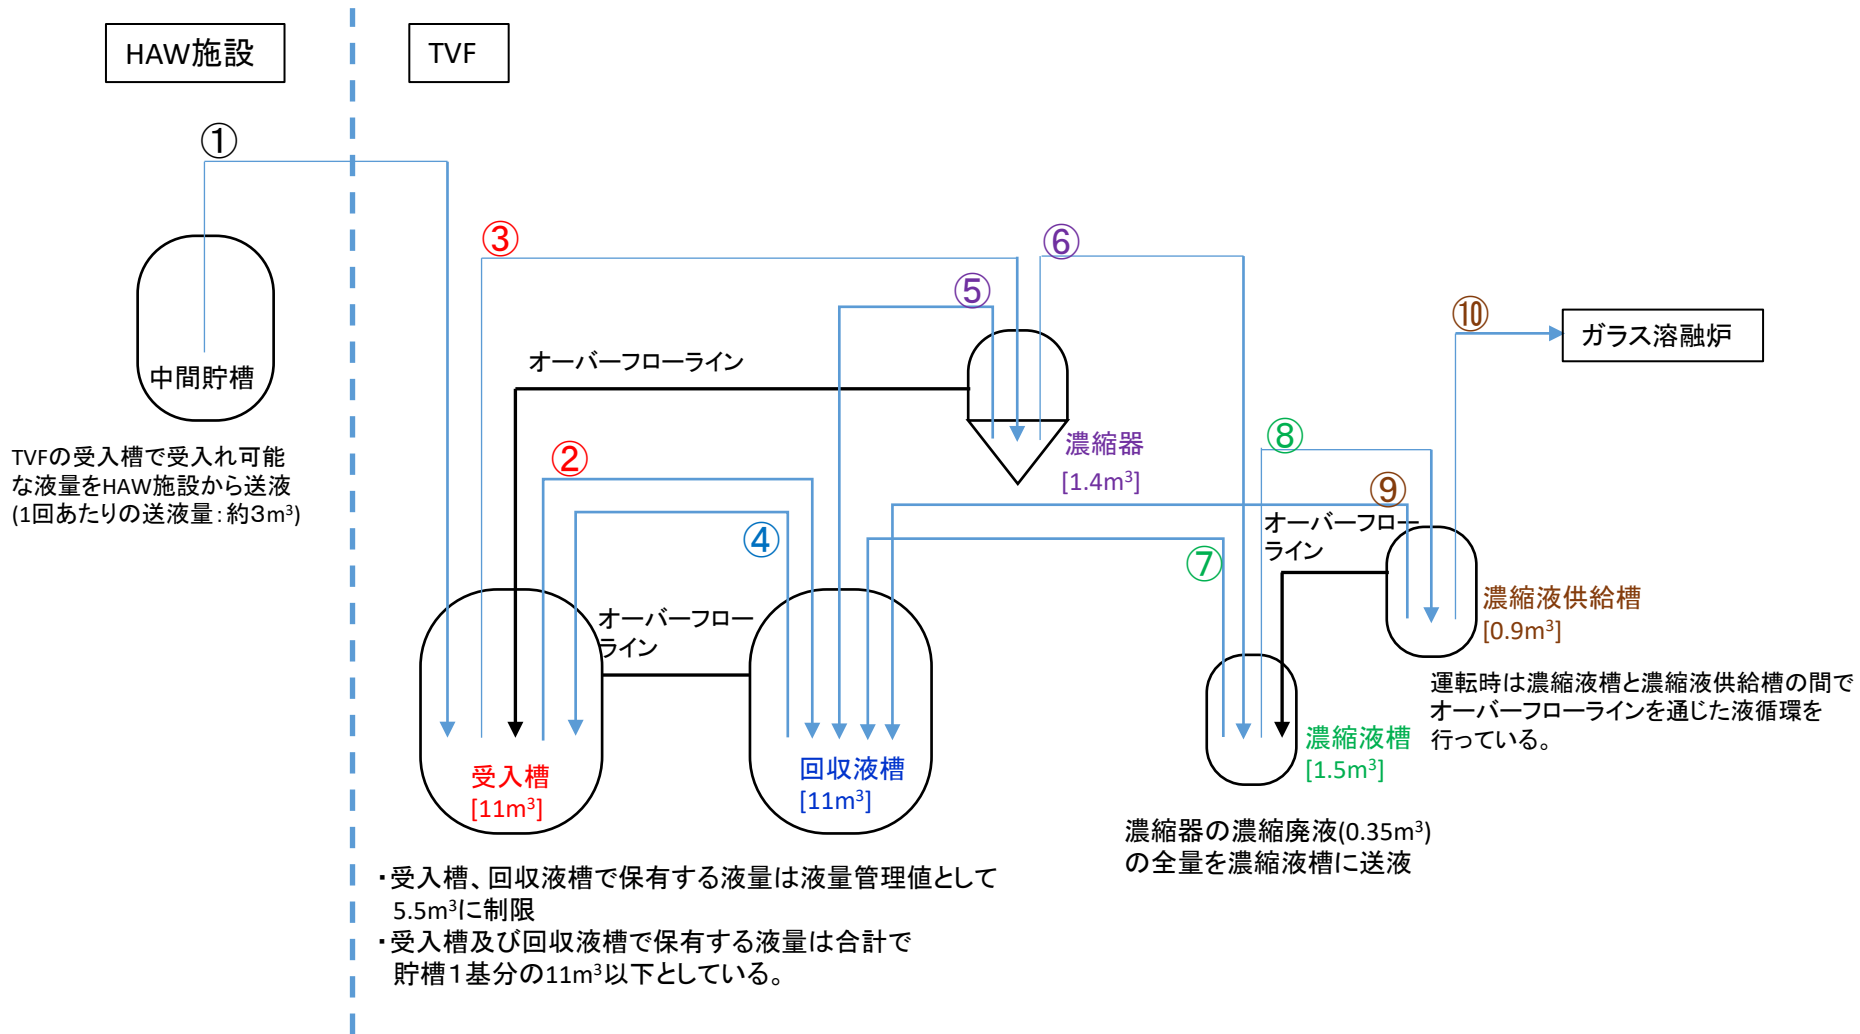 HAW施設
TVF
①
③
⑥
⑤
⑩
ガラス溶融炉
オーバーフローライン
中間貯槽
TVFの受入槽で受入れ可能
な液量をHAW施設から送液
(1回あたりの送液量:約3m³)
濃縮器
[1.4m³]
②
④
⑧
⑨
⑦
オーバーフロー
ライン
濃縮液供給槽
[0.9m³]
運転時は濃縮液槽と濃縮液供給槽の間で
オーバーフローラインを通じた液循環を
行っている。
オーバーフロー
ライン
受入槽
[11m³]
回収液槽
[11m³]
濃縮液槽
[1.5m³]
濃縮器の濃縮廃液(0.35m³)
の全量を濃縮液槽に送液
・受入槽、回収液槽で保有する液量は液量管理値として
5.5m³に制限
・受入槽及び回収液槽で保有する液量は合計で
貯槽1基分の11m³以下としている。